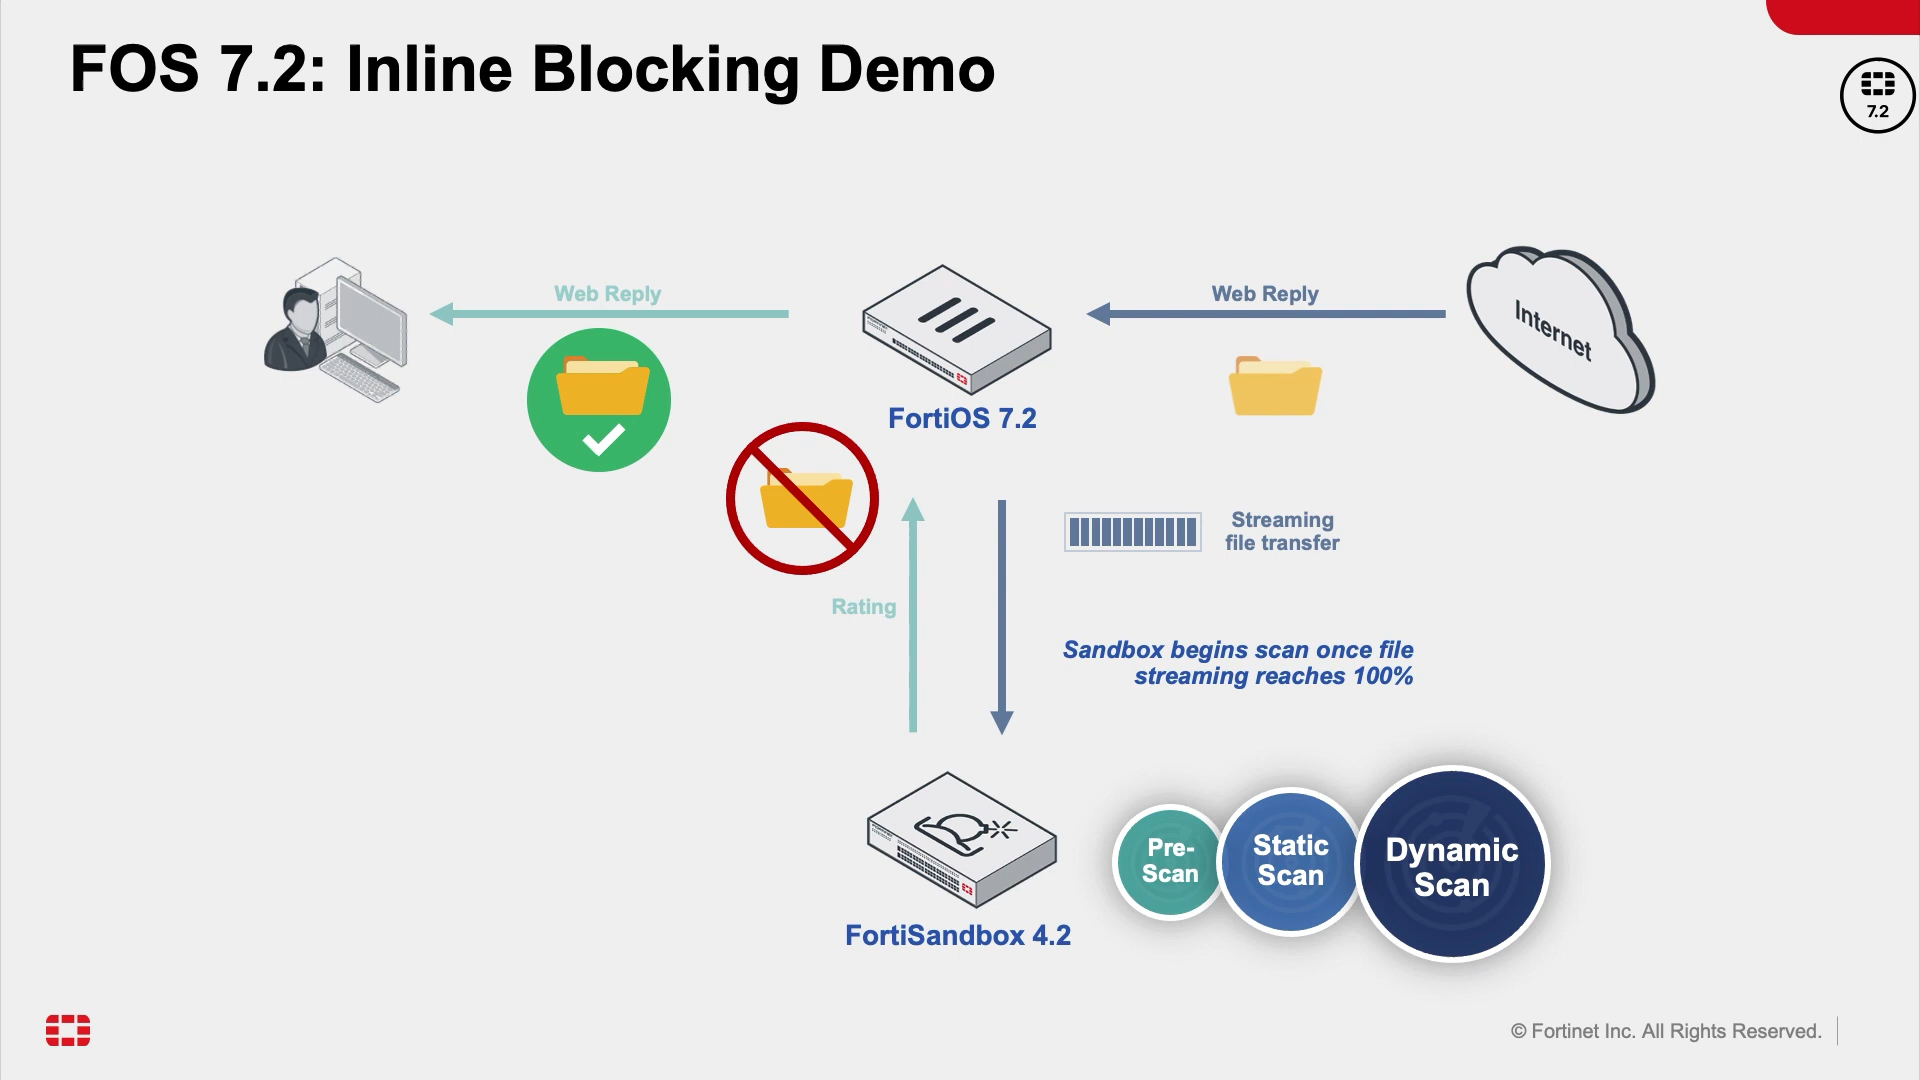 FOS 7.2: Inline Blocking Demo
7.2
Web Reply
Web Reply
Internet
FortiOS 7.2
Streaming
file transfer
Rating
Sandbox begins scan once file
streaming reaches 100%
Pre-
Scan
Static
Scan
Dynamic
Scan
FortiSandbox 4.2
© Fortinet Inc. All Rights Reserved.